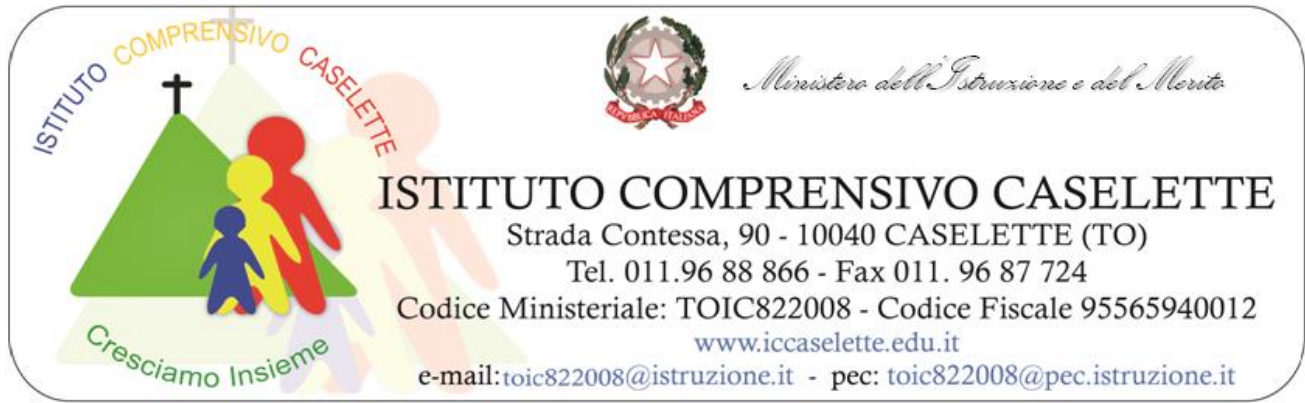 ISTITUTO COMPRENSIVO CASELETTE
Cresciamo Insieme
REPVBBLICA ITALIANA
Ministero dell'Istruzione e del Merito
ISTITUTO COMPRENSIVO CASELETTE
Strada Contessa, 90 - 10040 CASELETTE (TO)
Tel. 011.96 88 866 - Fax 011. 96 87 724
Codice Ministeriale: TOIC822008 - Codice Fiscale 95565940012
www.iccaselette.edu.it
e-mail:toic822008@istruzione.it - pec: toic822008@pec.istruzione.it